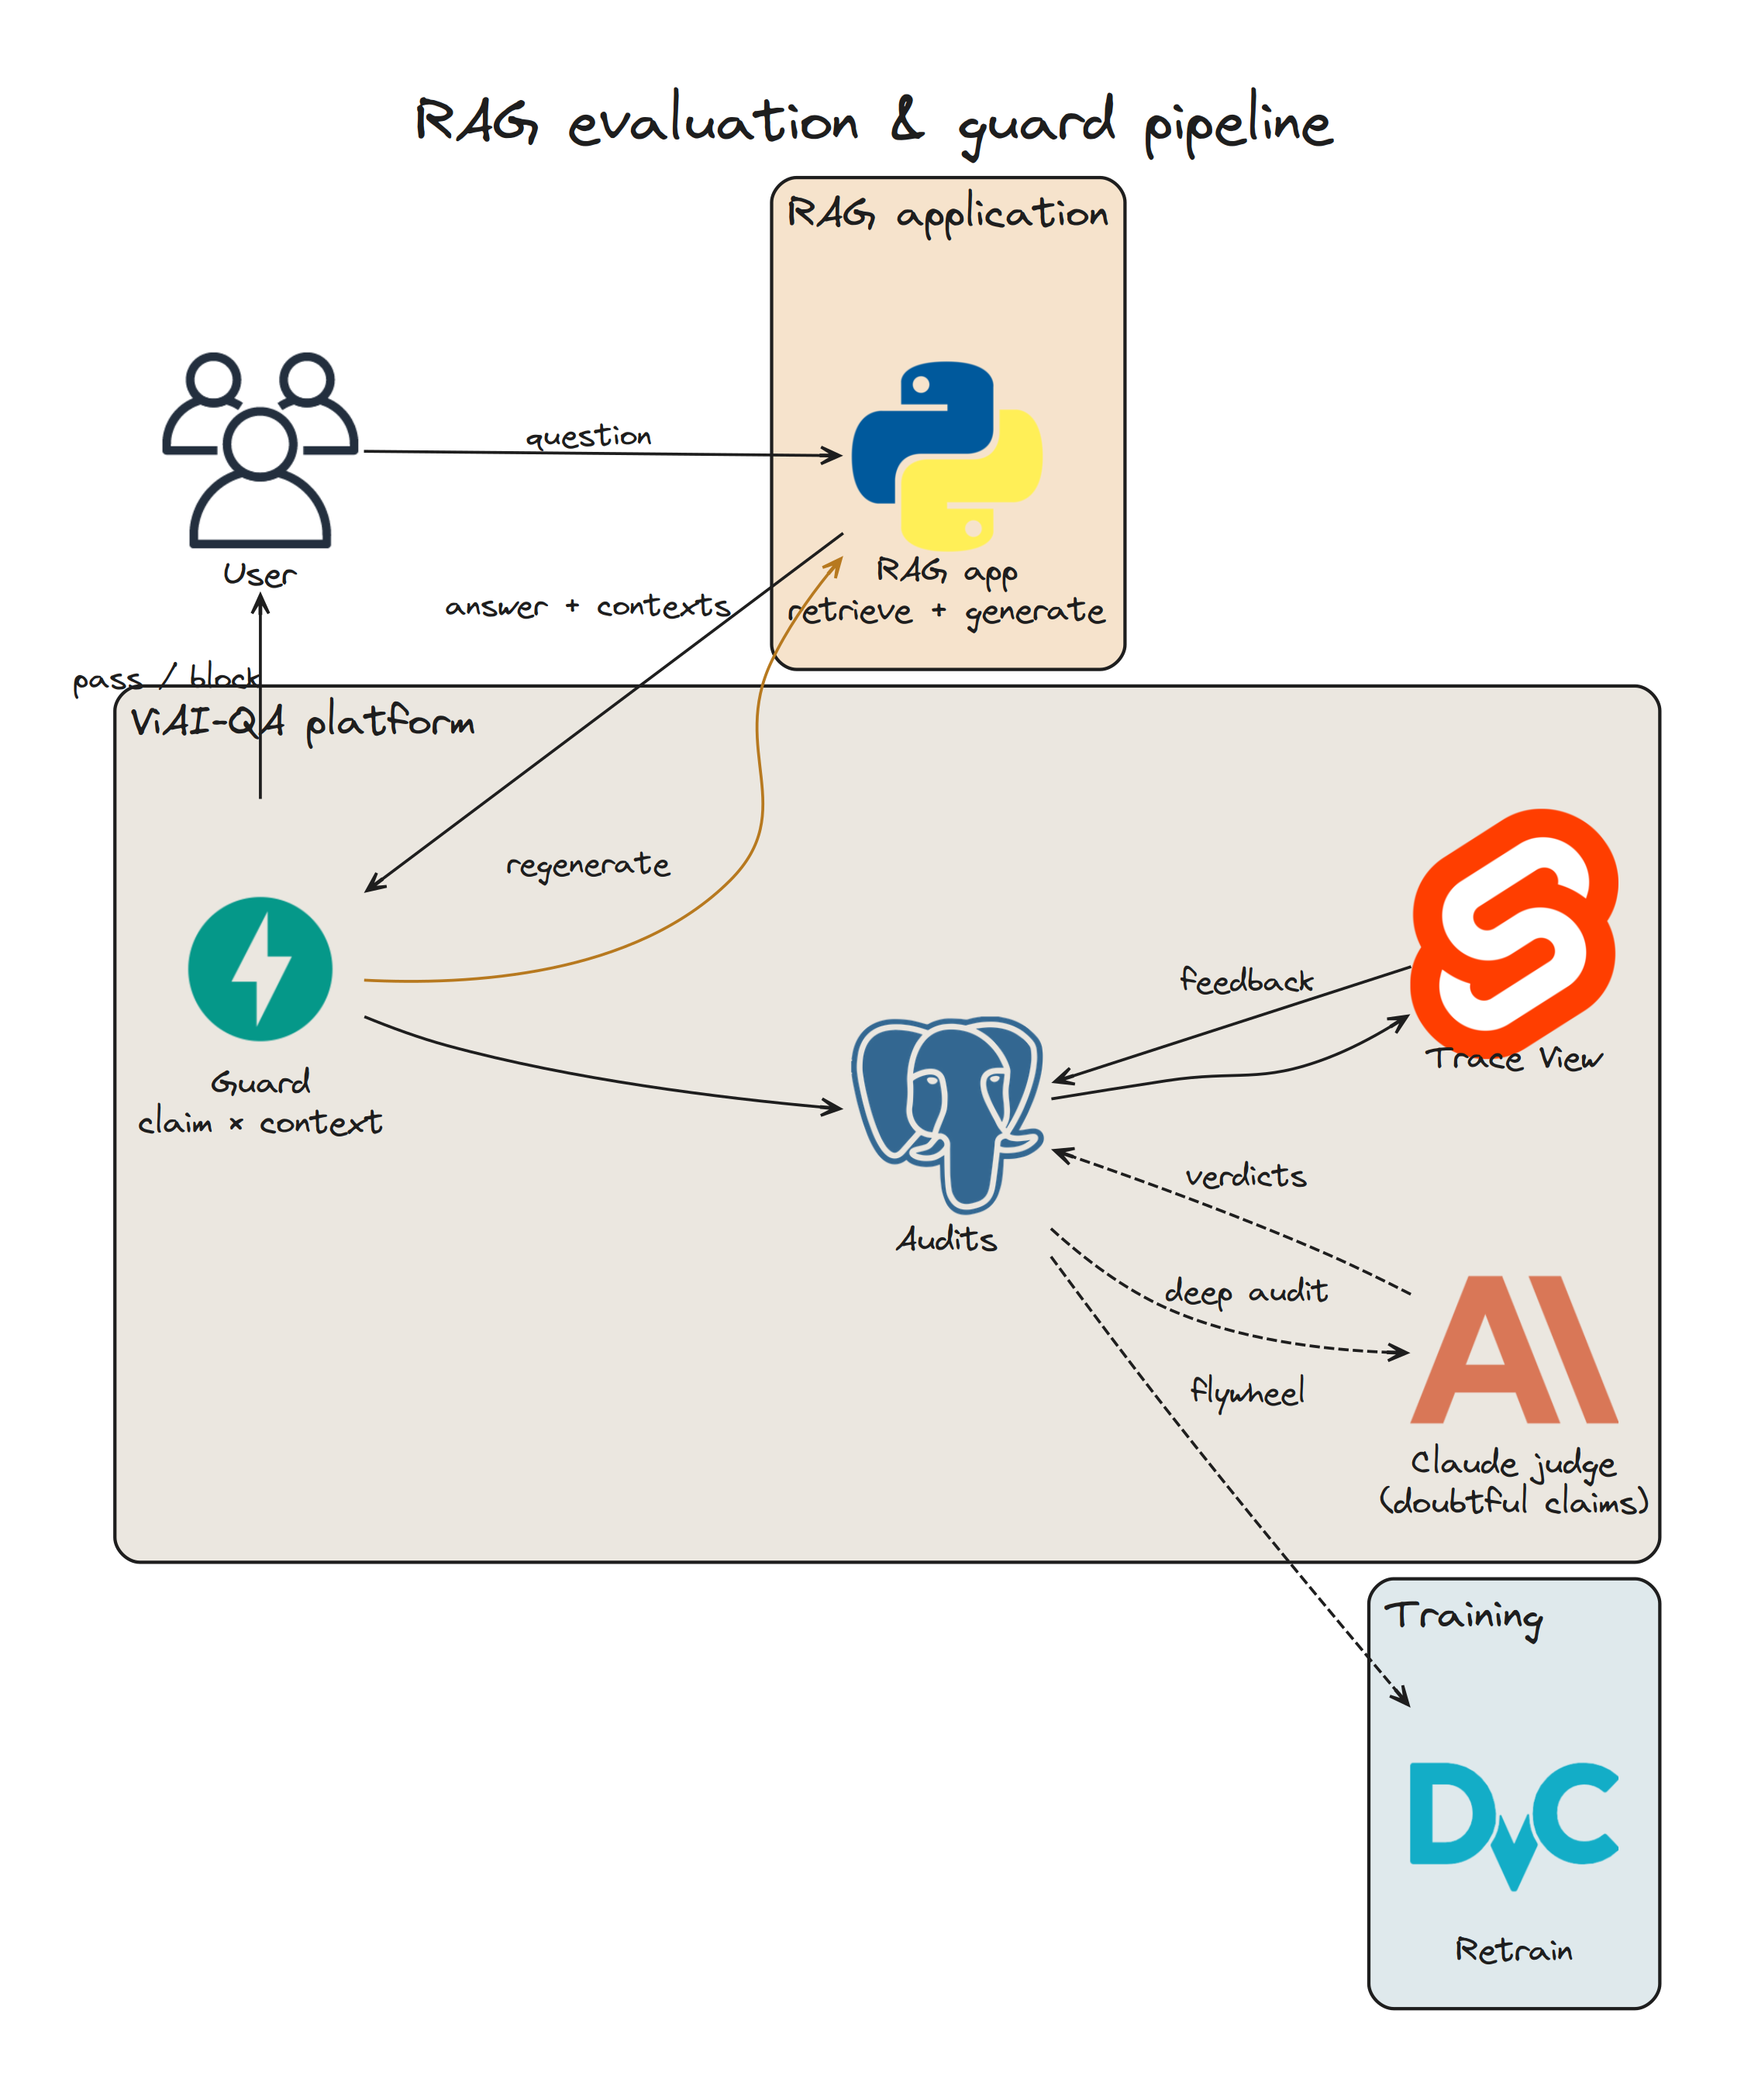 RAG evaluation & guard pipeline
RAG application
question
User
RAG app
retrieve + generate
answer + contexts
pass / block
ViAI-QA platform
regenerate
feedback
Trace View
Guard
claim × context
verdicts
Audits
deep audit
flywheel
Claude judge
(doubtful claims)
Training
DVC
Retrain